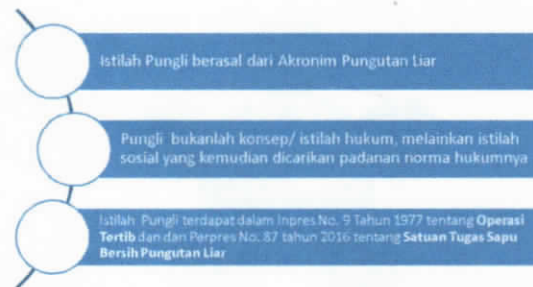 Istilah Pungli berasal dari Akronim Pungutan Liar
Pungli bukanlah konsep/ istilah hukum, melainkan istilah
sosial yang kemudian dicarikan padanan norma hukumnya
Istilah Pungli terdapat dalam Inpres No. 9 Tahun 1977 tentang Operasi
Tertib dan dan Perpres No. 87 tahun 2016 tentang Satuan Tugas Sapu
Bersih Pungutan Liar